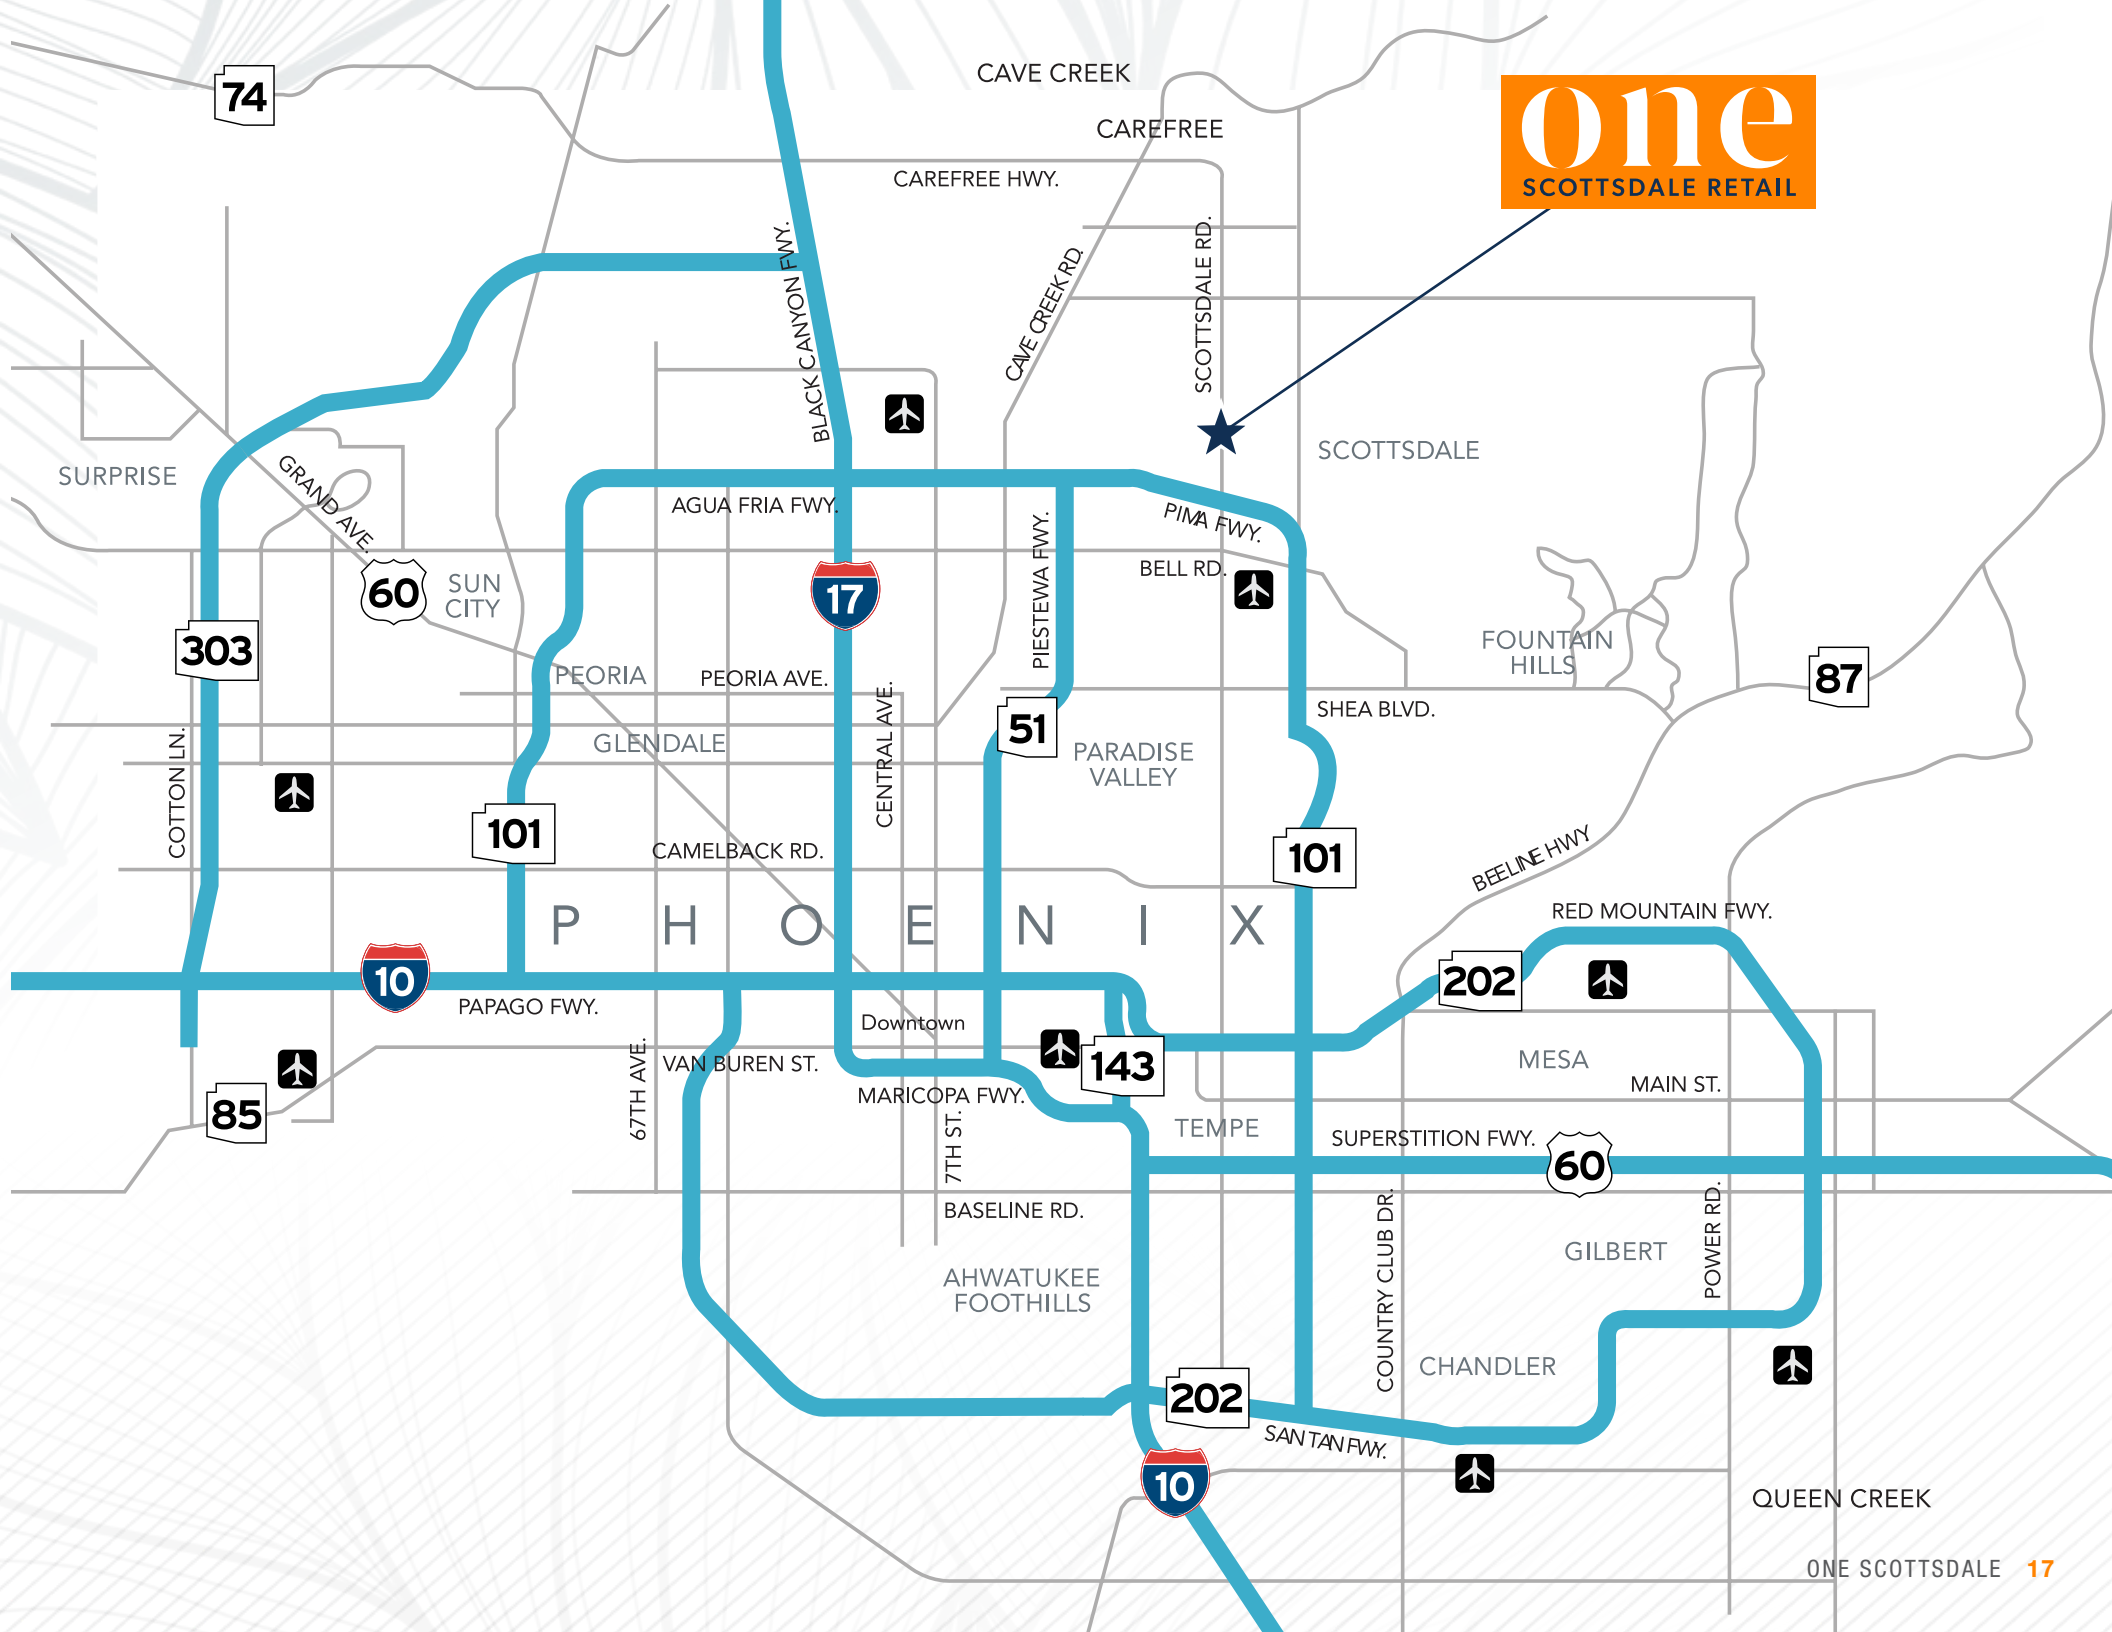 CAVE CREEK
74
one
SCOTTSDALE RETAIL
CAREFREE
CAREFREE HWY.
BLACK CANYON FWY.
CAVE CREEK RD.
SCOTTSDALE RD.
SCOTTSDALE
SURPRISE
GRAND AVE.
AGUA FRIA FWY.
PIMA FWY.
PIESTEWA FWY.
BELL RD.
60
SUN
CITY
17
303
FOUNTAIN
HILLS
87
PEORIA
PEORIA AVE.
SHEA BLVD.
51
CENTRAL AVE.
GLENDALE
PARADISE
VALLEY
COTTON LN.
101
CAMELBACK RD.
101
BEELINE HWY
PHOENIX
RED MOUNTAIN FWY.
10
202
PAPAGO FWY.
Downtown
67TH AVE.
VAN BUREN ST.
143
MESA
MAIN ST.
MARICOPA FWY.
85
7TH ST.
TEMPE
SUPERSTITION FWY.
60
BASELINE RD.
COUNTRY CLUB DR.
POWER RD.
GILBERT
AHWATUKEE
FOOTHILLS
CHANDLER
202
SAN TAN FWY.
10
QUEEN CREEK
ONE SCOTTSDALE 17